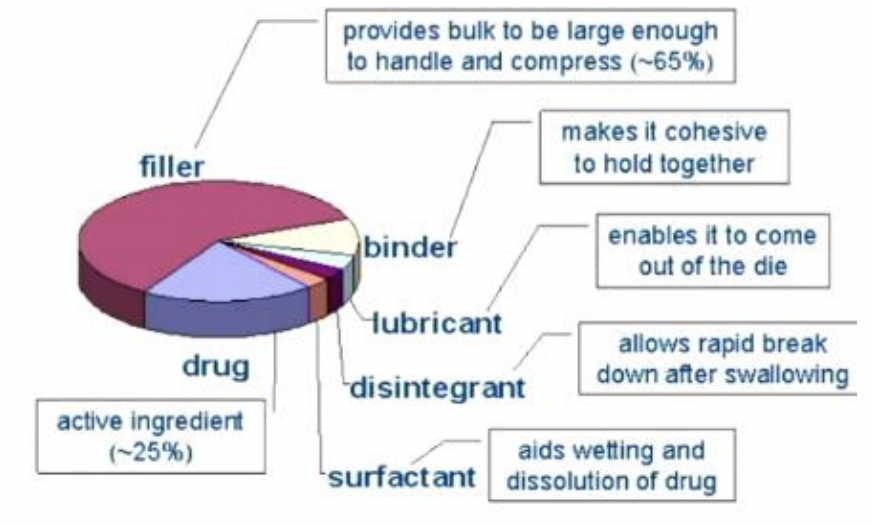 provides bulk to be large enough
to handle and compress (~65%)
filler
makes it cohesive
to hold together
binder
enables it to come
out of the die
lubricant
allows rapid break
down after swallowing
disintegrant
drug
active ingredient
(~25%)
surfactant
aids wetting and
dissolution of drug